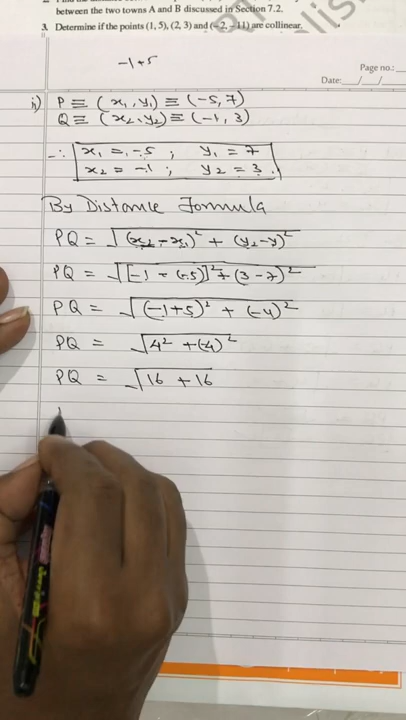 between the two towns A and B discussed in Section 7.2.
3. Determine if the points (1, 5), (2, 3) and (– 2, – 11) are collinear.
-1+5
Page no.:
Date: / /
ii) P ≡ (x₁, y₁) ≡ (-5, 7)
Q ≡ (x₂, y₂) ≡ (-1, 3)
∴ x₁ = -5 ; y₁ = 7
x₂ = -1 ; y₂ = 3
By Distance Formula
PQ = √(x₂ - x₁)² + (y₂ - y)²
PQ = √[-1 - (-5)]² + (3 - 7)²
PQ = √(-1+5)² + (-4)²
PQ = √4² + (-4)²
PQ = √16 + 16